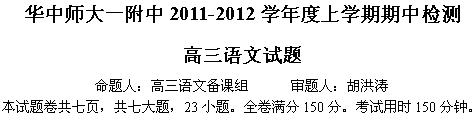 华中师大一附中 2011-2012 学年度上学期期中检测
高三语文试题
命题人：高三语文备课组 审题人：胡洪涛
本试题卷共七页，共七大题，23 小题。全卷满分 150 分。考试用时 150 分钟。